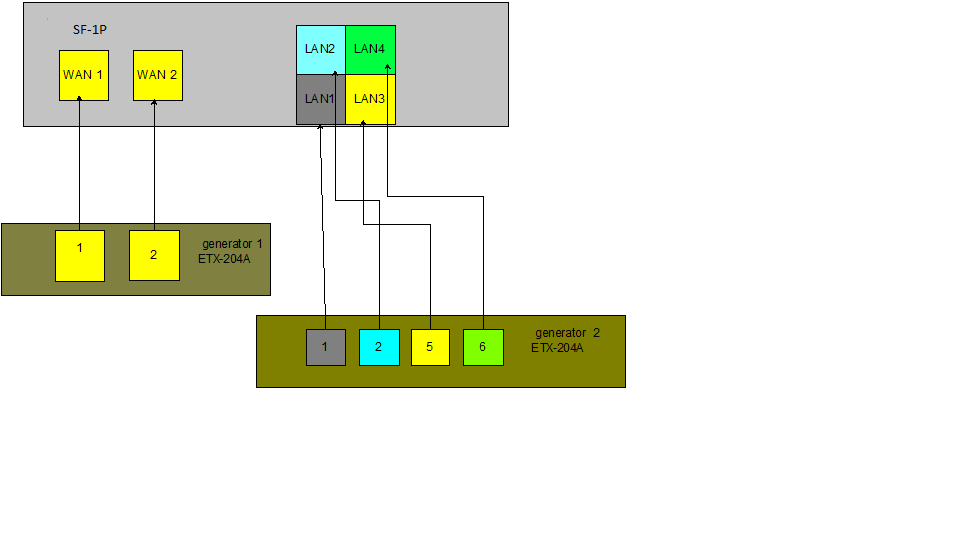 SF-1P
WAN 1
WAN 2
LAN2
LAN4
LAN1
LAN3
1
2
generator 1
ETX-204A
1
2
5
6
generator 2
ETX-204A